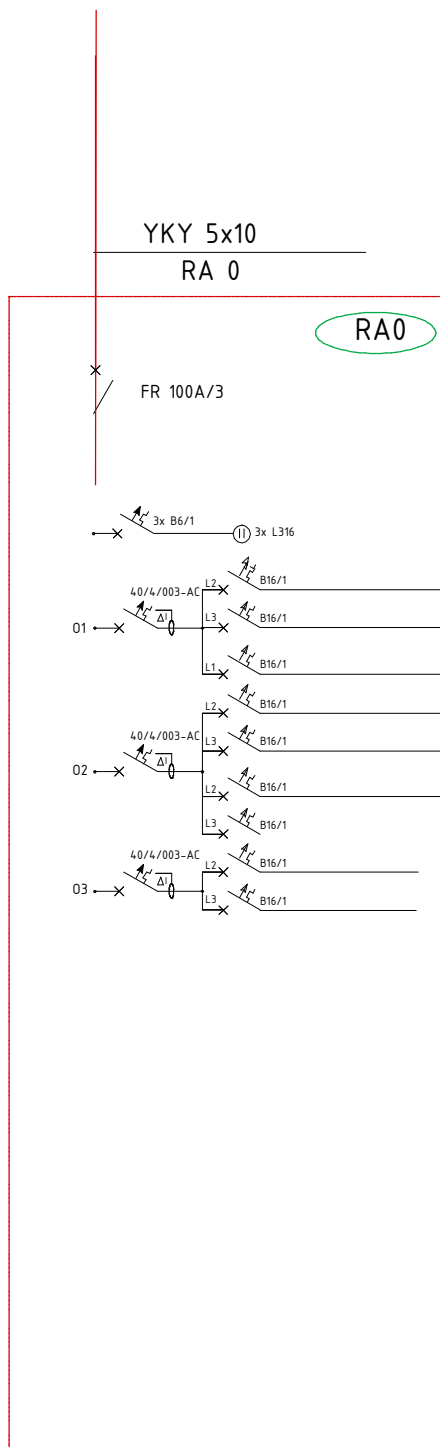 YKY 5x10
RA 0
RA0
FR 100A/3
3x B6/1
3x L316
40/4/003-AC
L2
B16/1
01
ΔI
L3
B16/1
L1
B16/1
L2
B16/1
40/4/003-AC
L3
B16/1
02
ΔI
L2
B16/1
L3
B16/1
40/4/003-AC
L2
B16/1
03
ΔI
L3
B16/1